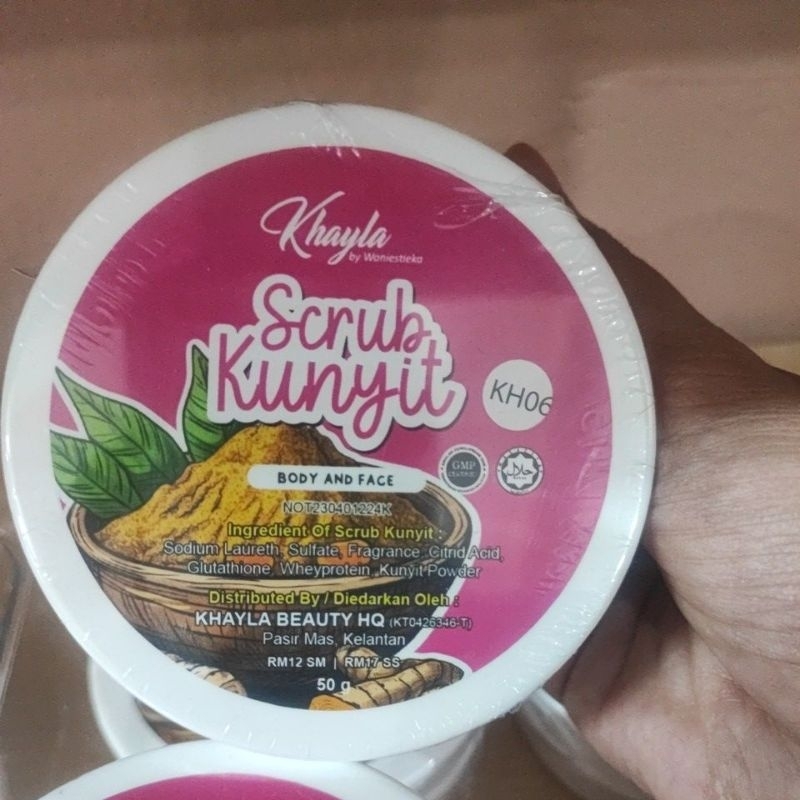 Khayla
by Waniestieka
Scrub
Kunyit
KH06
GMP
حلال
BODY AND FACE
NOT230401224K
Ingredient Of Scrub Kunyit :
Sodium Laureth, Sulfate, Fragrance, Citrid Acid,
Glutathione, Wheyprotein, Kunyit Powder
Distributed By / Diedarkan Oleh :
KHAYLA BEAUTY HQ (KT0426346-T)
Pasir Mas, Kelantan
RM12 SM | RM17 SS
50 g